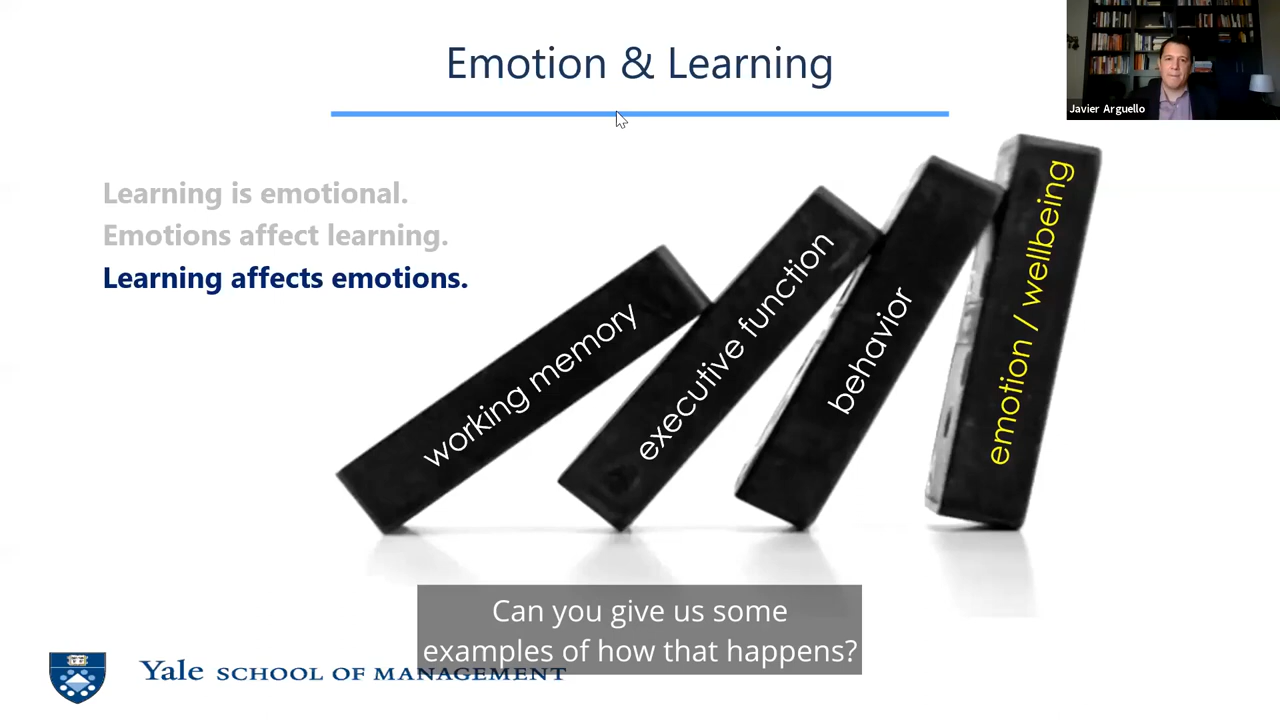 Emotion & Learning
Javier Arguello
Learning is emotional.
Emotions affect learning.
Learning affects emotions.
working memory
executive function
behavior
emotion / wellbeing
Can you give us some
examples of how that happens?
Yale SCHOOL OF MANAGEMENT